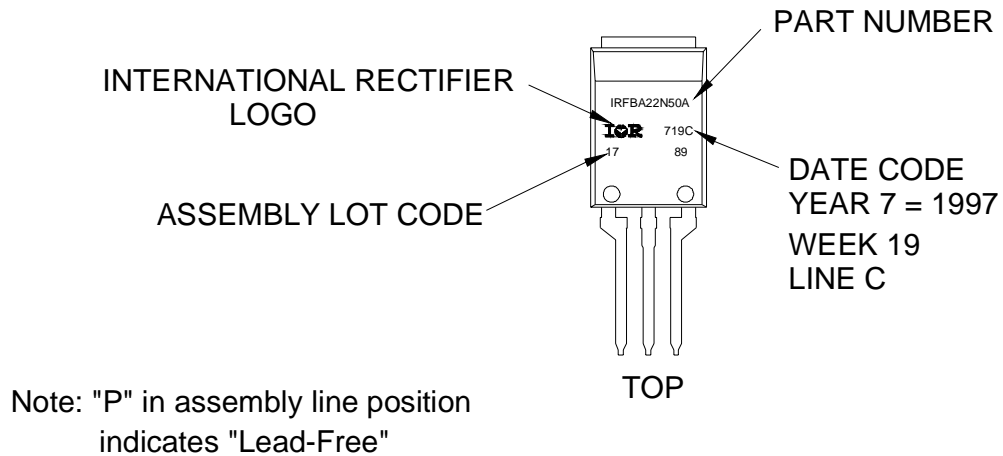 PART NUMBER
INTERNATIONAL RECTIFIER
LOGO
IRFBA22N50A
IOR 719C
17 89
ASSEMBLY LOT CODE
DATE CODE
YEAR 7 = 1997
WEEK 19
LINE C
TOP
Note: "P" in assembly line position
indicates "Lead-Free"